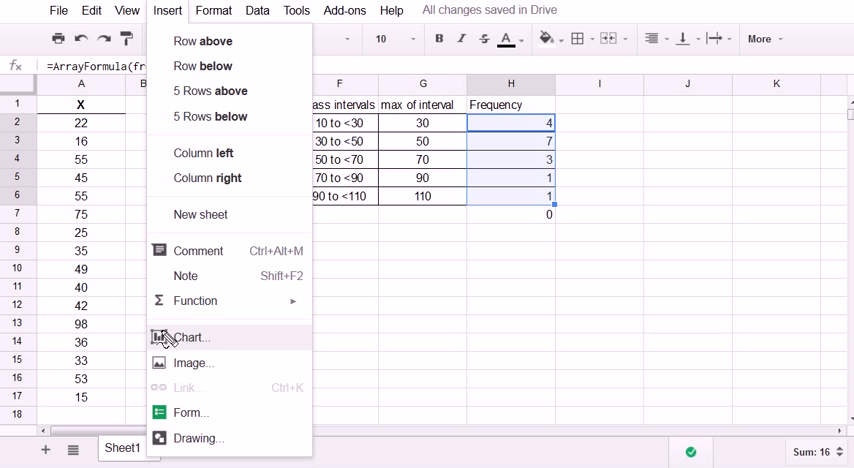 File Edit View Insert Format Data Tools Add-ons Help All changes saved in Drive
10 B I S A More
fx =ArrayFormula(fr
A B F G H I J K
1 X ass intervals max of interval Frequency
2 22 10 to <30 30 4
3 16 30 to <50 50 7
4 55 50 to <70 70 3
5 45 70 to <90 90 1
6 55 90 to <110 110 1
7 75 0
8 25
9 35
10 49
11 40
12 42
13 98
14 36
15 33
16 53
17 15
18
Row above
Row below
5 Rows above
5 Rows below
Column left
Column right
New sheet
Comment Ctrl+Alt+M
Note Shift+F2
Σ Function
Chart...
Image...
Link... Ctrl+K
Form...
Drawing...
Sheet1 Sum: 16